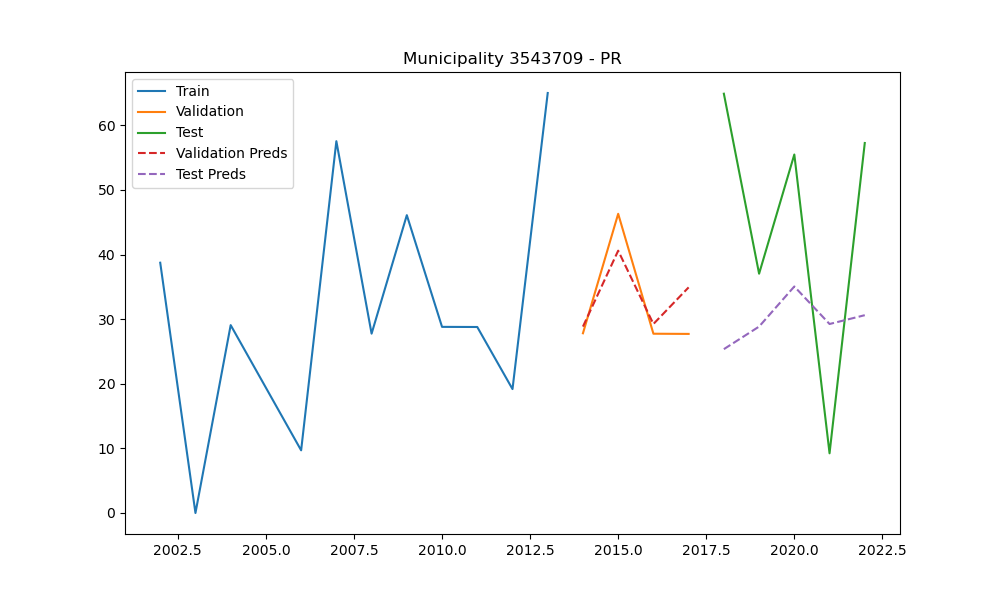 Municipality 3543709 - PR
Train
Validation
Test
Validation Preds
Test Preds
60
50
40
30
20
10
0
2002.5 2005.0 2007.5 2010.0 2012.5 2015.0 2017.5 2020.0 2022.5